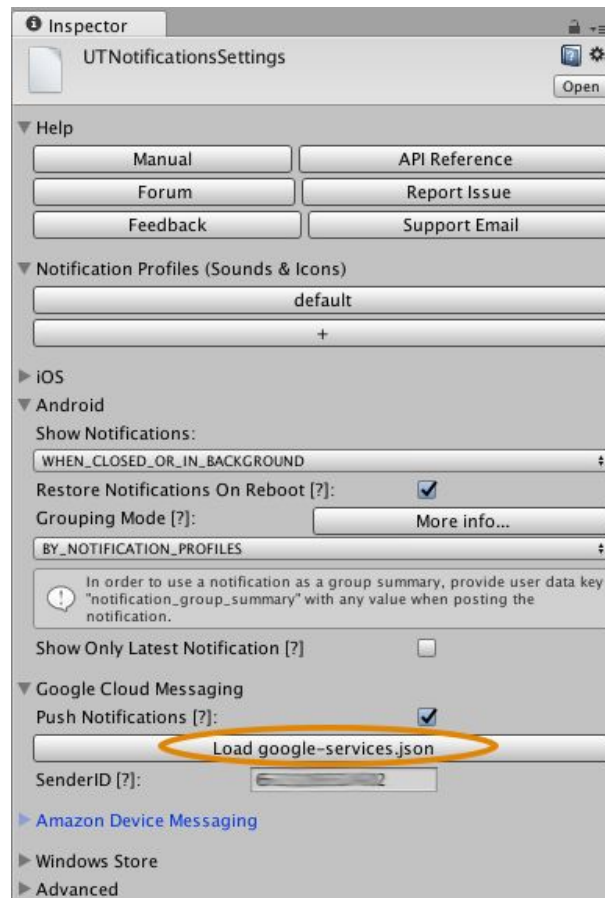 Inspector
UTNotificationsSettings
Open
Help
Manual API Reference
Forum Report Issue
Feedback Support Email
Notification Profiles (Sounds & Icons)
default
+
iOS
Android
Show Notifications:
WHEN_CLOSED_OR_IN_BACKGROUND
Restore Notifications On Reboot [?]:
Grouping Mode [?]: More info...
BY_NOTIFICATION_PROFILES
In order to use a notification as a group summary, provide user data key
"notification_group_summary" with any value when posting the
notification.
Show Only Latest Notification [?]
Google Cloud Messaging
Push Notifications [?]:
Load google-services.json
SenderID [?]:
Amazon Device Messaging
Windows Store
Advanced